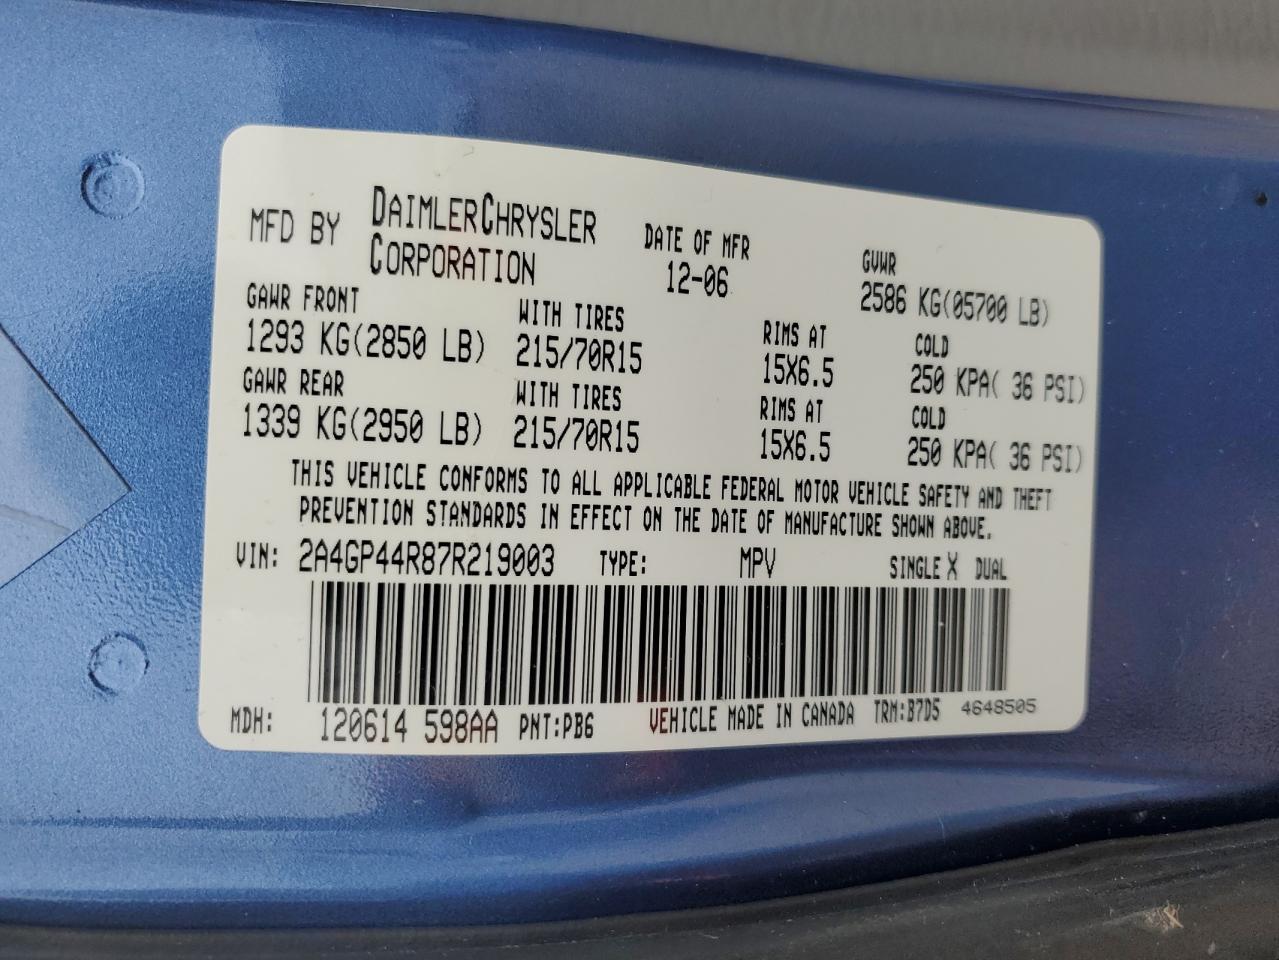 MFD BY DAIMLERCHRYSLER CORPORATION DATE OF MFR 12-06 GVWR 2586 KG(05700 LB)
GAWR FRONT WITH TIRES RIMS AT COLD
1293 KG(2850 LB) 215/70R15 15X6.5 250 KPA( 36 PSI)
GAWR REAR WITH TIRES RIMS AT COLD
1339 KG(2950 LB) 215/70R15 15X6.5 250 KPA( 36 PSI)
THIS VEHICLE CONFORMS TO ALL APPLICABLE FEDERAL MOTOR VEHICLE SAFETY AND THEFT
PREVENTION STANDARDS IN EFFECT ON THE DATE OF MANUFACTURE SHOWN ABOVE.
VIN: 2A4GP44R87R219003 TYPE: MPV SINGLE X DUAL
MDH: 120614 598AA PNT:PB6 VEHICLE MADE IN CANADA TRM:B7D5 4648505